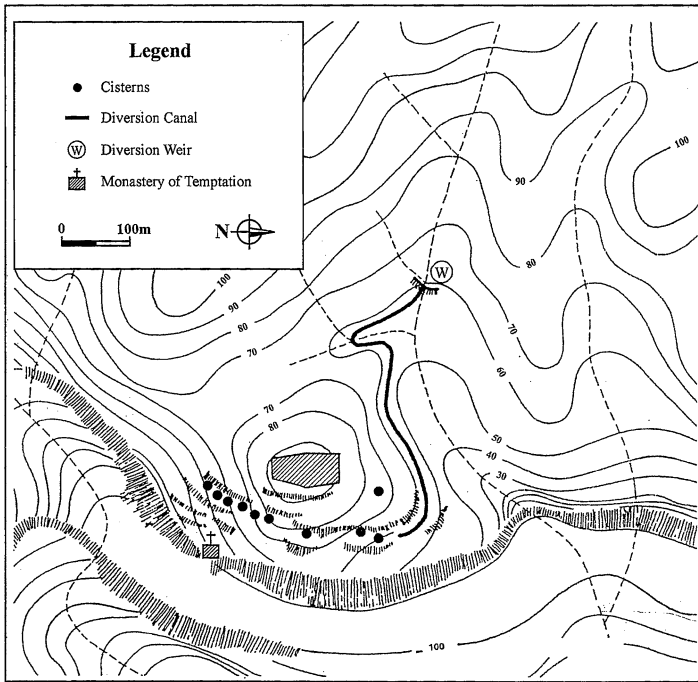 Legend
Cisterns
Diversion Canal
W Diversion Weir
Monastery of Temptation
0 100m
N
100
90
80
W
70
60
50
40
30
100
90
80
70
70
80
100